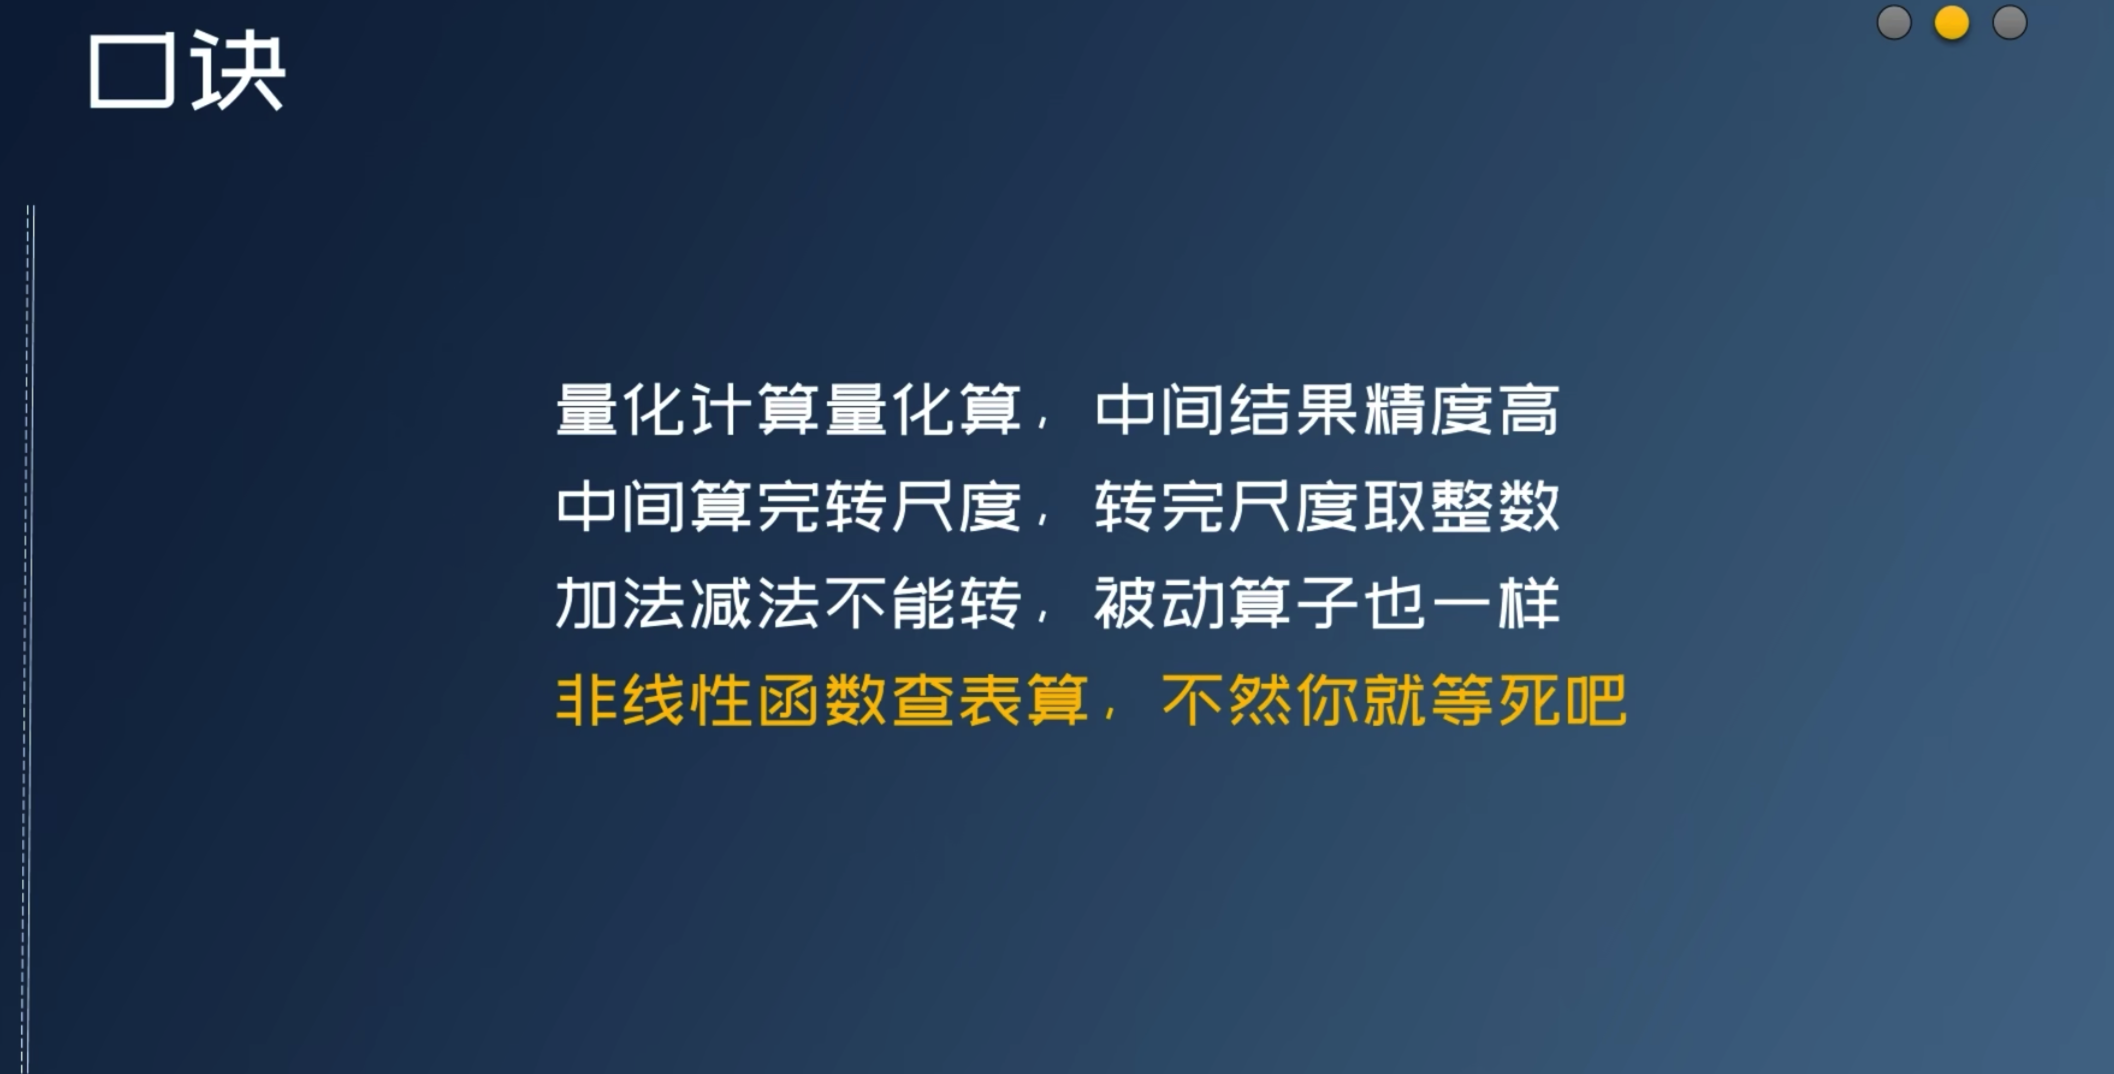 口诀
量化计算量化算，中间结果精度高
中间算完转尺度，转完尺度取整数
加法减法不能转，被动算子也一样
非线性函数查表算，不然你就等死吧